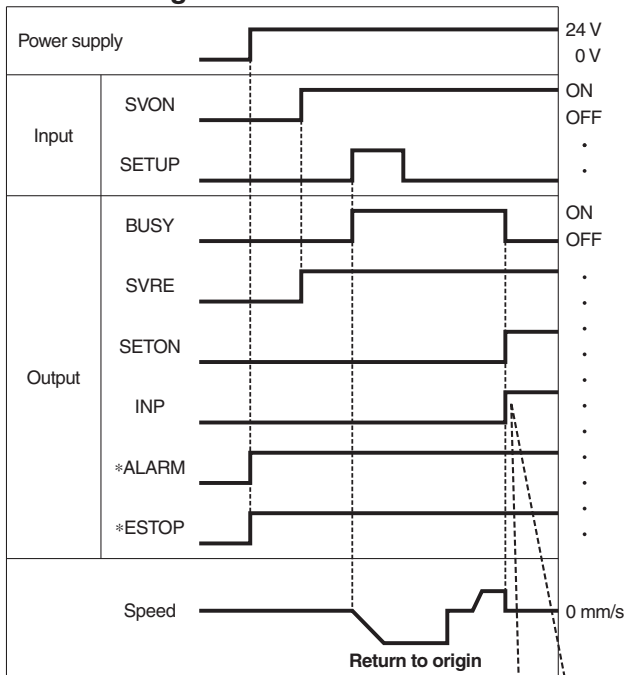 Power supply
24 V
0 V
Input
SVON
ON
OFF
SETUP
Output
BUSY
ON
OFF
SVRE
SETON
INP
*ALARM
*ESTOP
Speed
0 mm/s
Return to origin